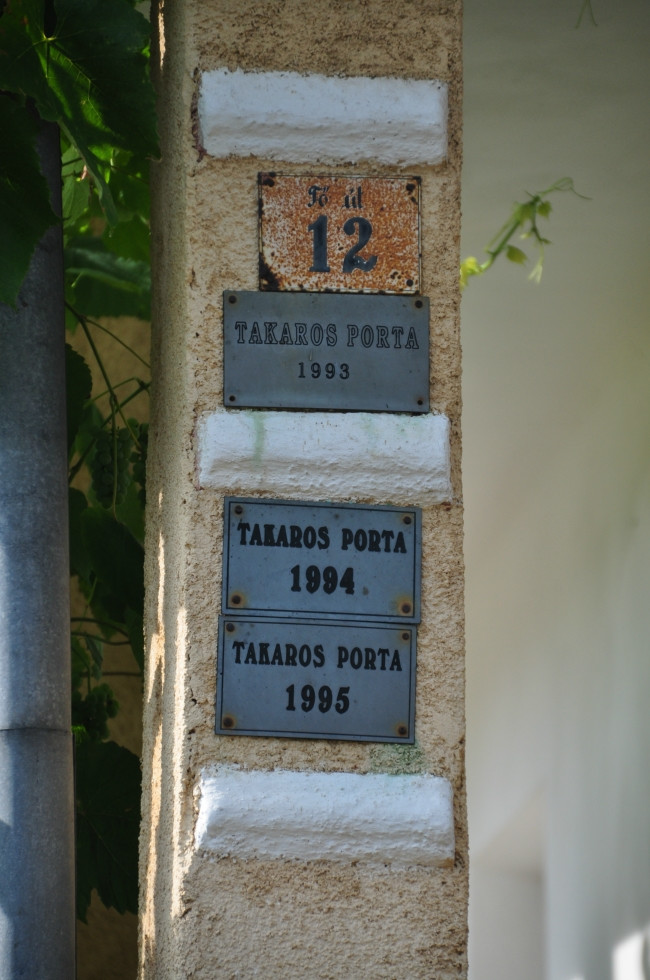 Fő út
12
TAKAROS PORTA
1993
TAKAROS PORTA
1994
TAKAROS PORTA
1995